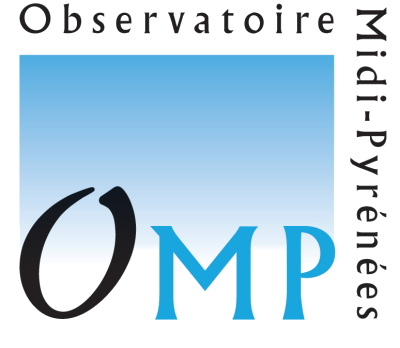 Observatoire
Midi-Pyrénées
OMP